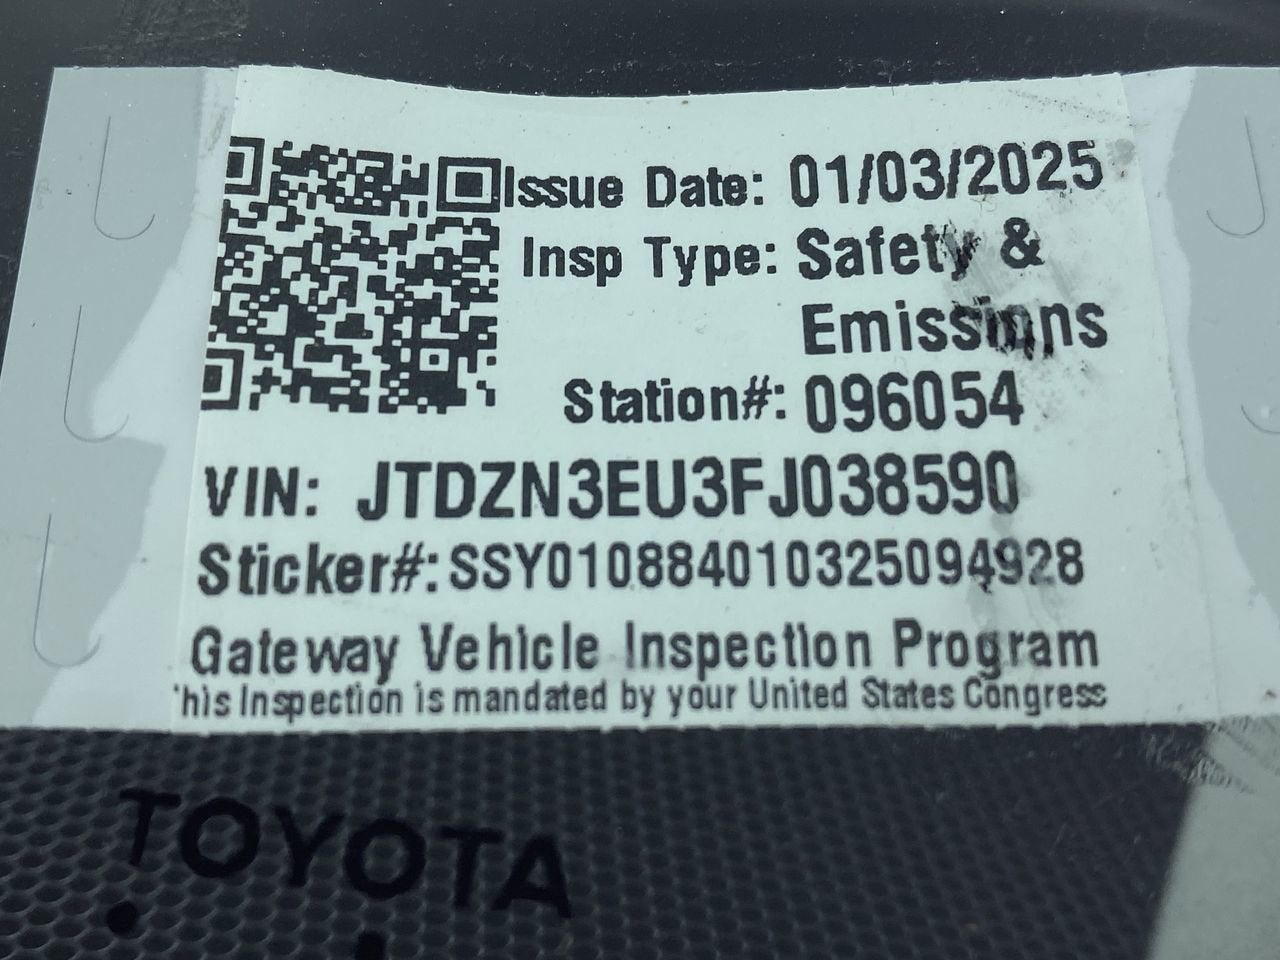 Issue Date: 01/03/2025
Insp Type: Safety &
Emissions
Station#: 096054
VIN: JTDZN3EU3FJ038590
Sticker#: SSY010884010325094928
Gateway Vehicle Inspection Program
his Inspection is mandated by your United States Congress
TOYOTA